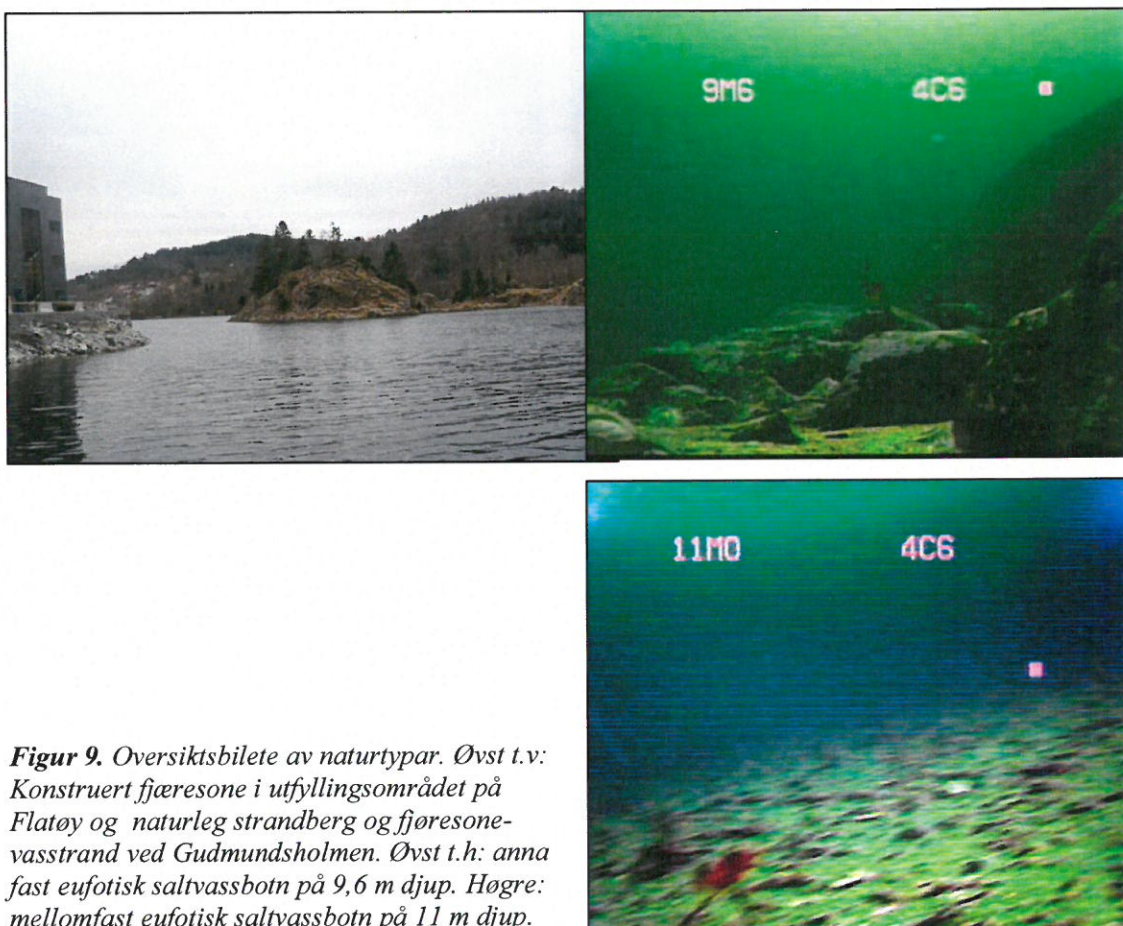 9M6 4C6
11M0 4C6
Figur 9. Oversiktsbilete av naturtypar. Øvst t.v:
Konstruert fjæresone i utfyllingsområdet på
Flatøy og naturleg strandberg og fjøresone-
vasstrand ved Gudmundsholmen. Øvst t.h: anna
fast eufotisk saltvassbotn på 9,6 m djup. Høgre:
mellomfast eufotisk saltvassbotn på 11 m djup.